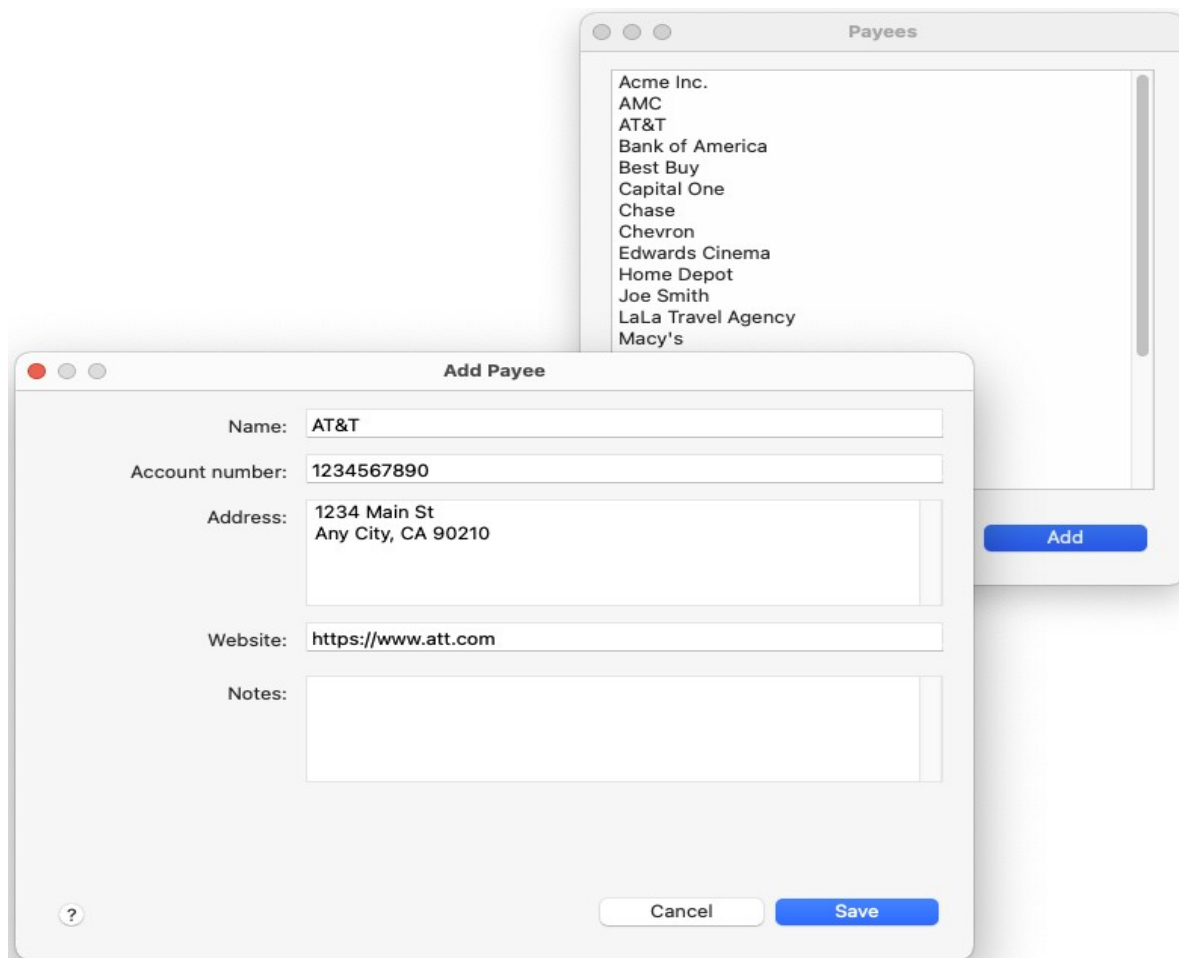 Payees
Acme Inc.
AMC
AT&T
Bank of America
Best Buy
Capital One
Chase
Chevron
Edwards Cinema
Home Depot
Joe Smith
LaLa Travel Agency
Macy's
Add
Add Payee
Name: AT&T
Account number: 1234567890
Address: 1234 Main St
Any City, CA 90210
Website: https://www.att.com
Notes:
? Cancel Save